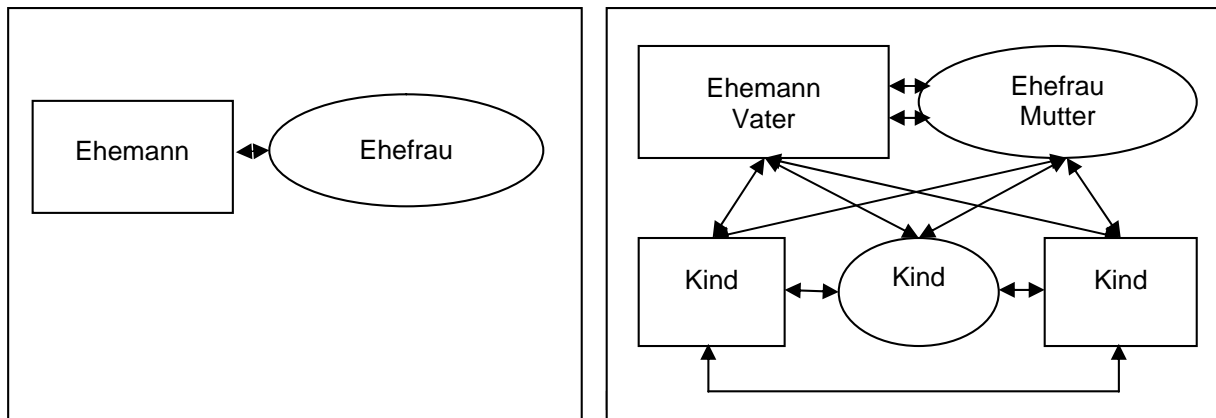 Ehemann
Ehefrau
Ehemann
Vater
Ehefrau
Mutter
Kind
Kind
Kind